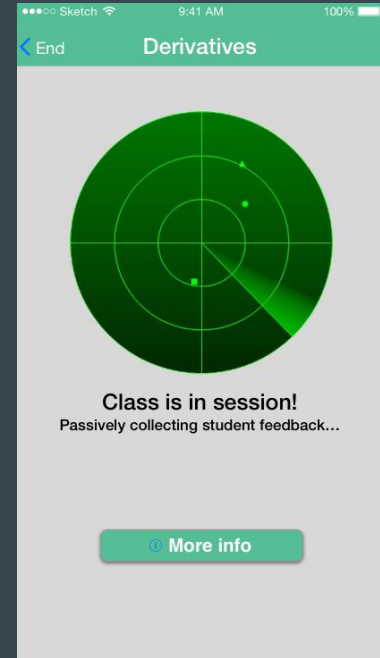 ●●●○○ Sketch 9:41 AM 100%
End Derivatives
Class is in session!
Passively collecting student feedback...
More info